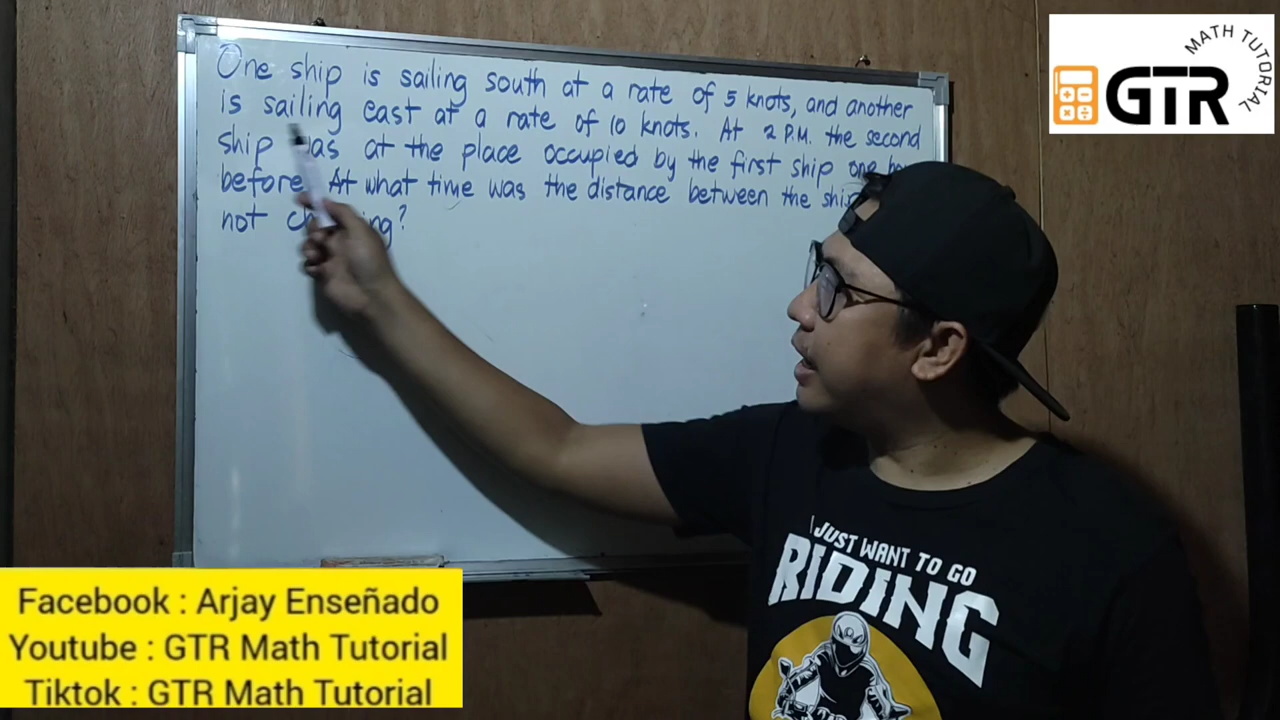 One ship is sailing south at a rate of 5 knots, and another
is sailing east at a rate of 10 knots. At 2 P.M. the second
ship was at the place occupied by the first ship one
before. At what time was the distance between the
not
MATH TUTORIAL
GTR
I JUST WANT TO GO
RIDING
Facebook : Arjay Enseñado
Youtube : GTR Math Tutorial
Tiktok : GTR Math Tutorial